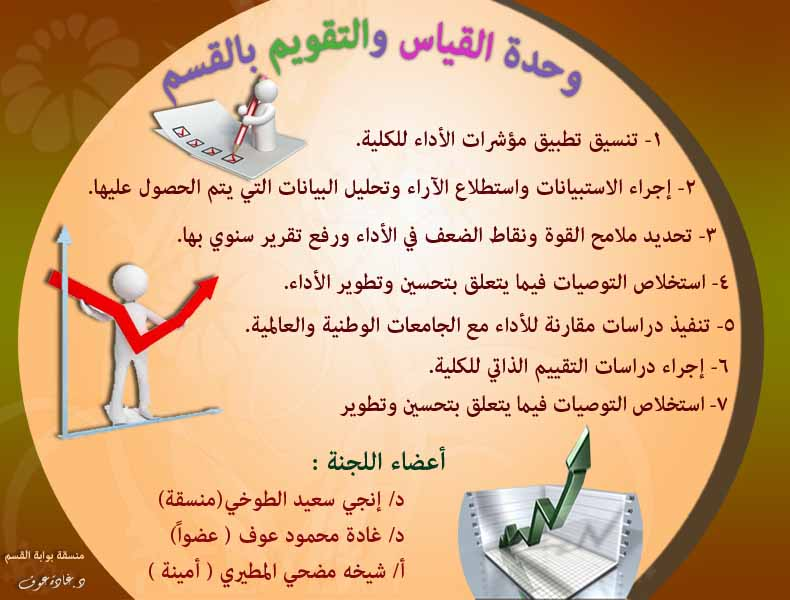 وحدة القياس والتقويم بالقسم
١- تنسيق تطبيق مؤشرات الأداء للكلية.
٢- إجراء الاستبيانات واستطلاع الآراء وتحليل البيانات التي يتم الحصول عليها.
٣- تحديد ملامح القوة ونقاط الضعف في الأداء ورفع تقرير سنوي بها.
٤- استخلاص التوصيات فيما يتعلق بتحسين وتطوير الأداء.
٥- تنفيذ دراسات مقارنة للأداء مع الجامعات الوطنية والعالمية.
٦- إجراء دراسات التقييم الذاتي للكلية.
٧- استخلاص التوصيات فيما يتعلق بتحسين وتطوير
أعضاء اللجنة :
د/ إنجي سعيد الطوخي(منسقة)
د/ غادة محمود عوف ( عضواً)
أ/ شيخه مضحي المطيري ( أمينة )
منسقة بوابة القسم
د.غادة عوف